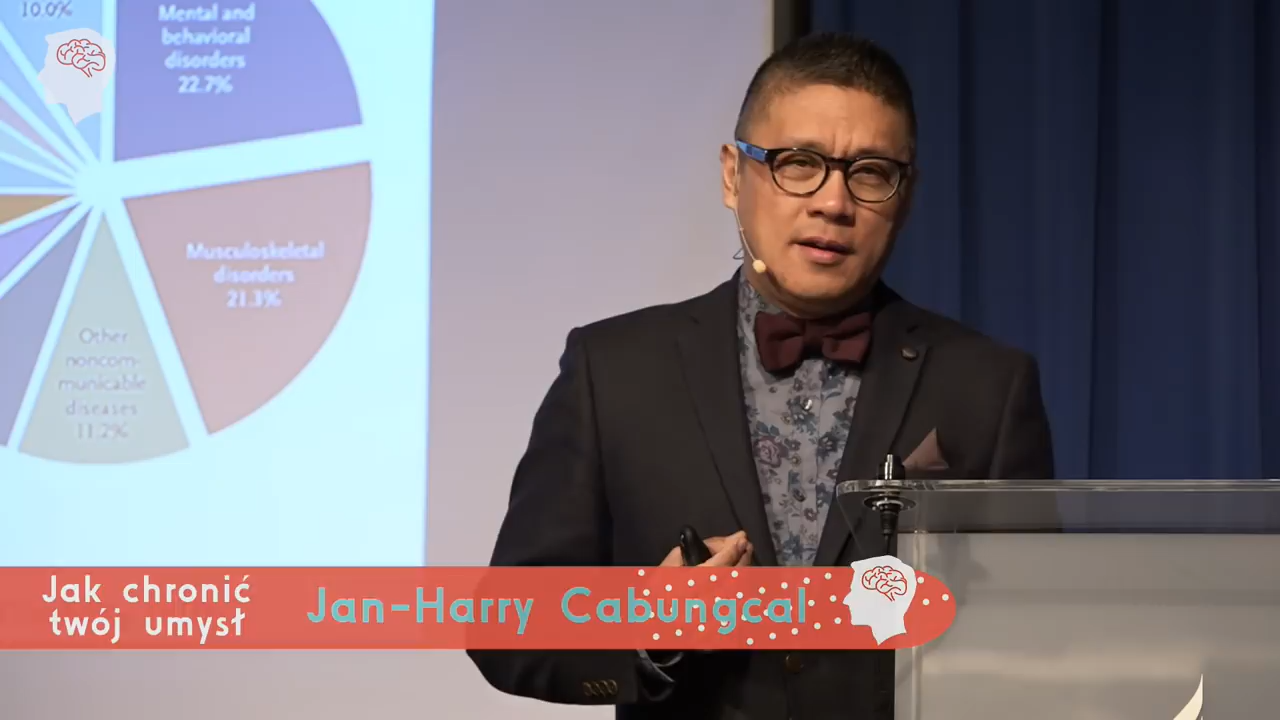 10.0%
Mental and
behavioral
disorders
22.7%
Musculoskeletal
disorders
21.3%
Other
noncom-
municable
diseases
11.2%
Jak chronić
twój umysł
Jan-Harry Cabungcal